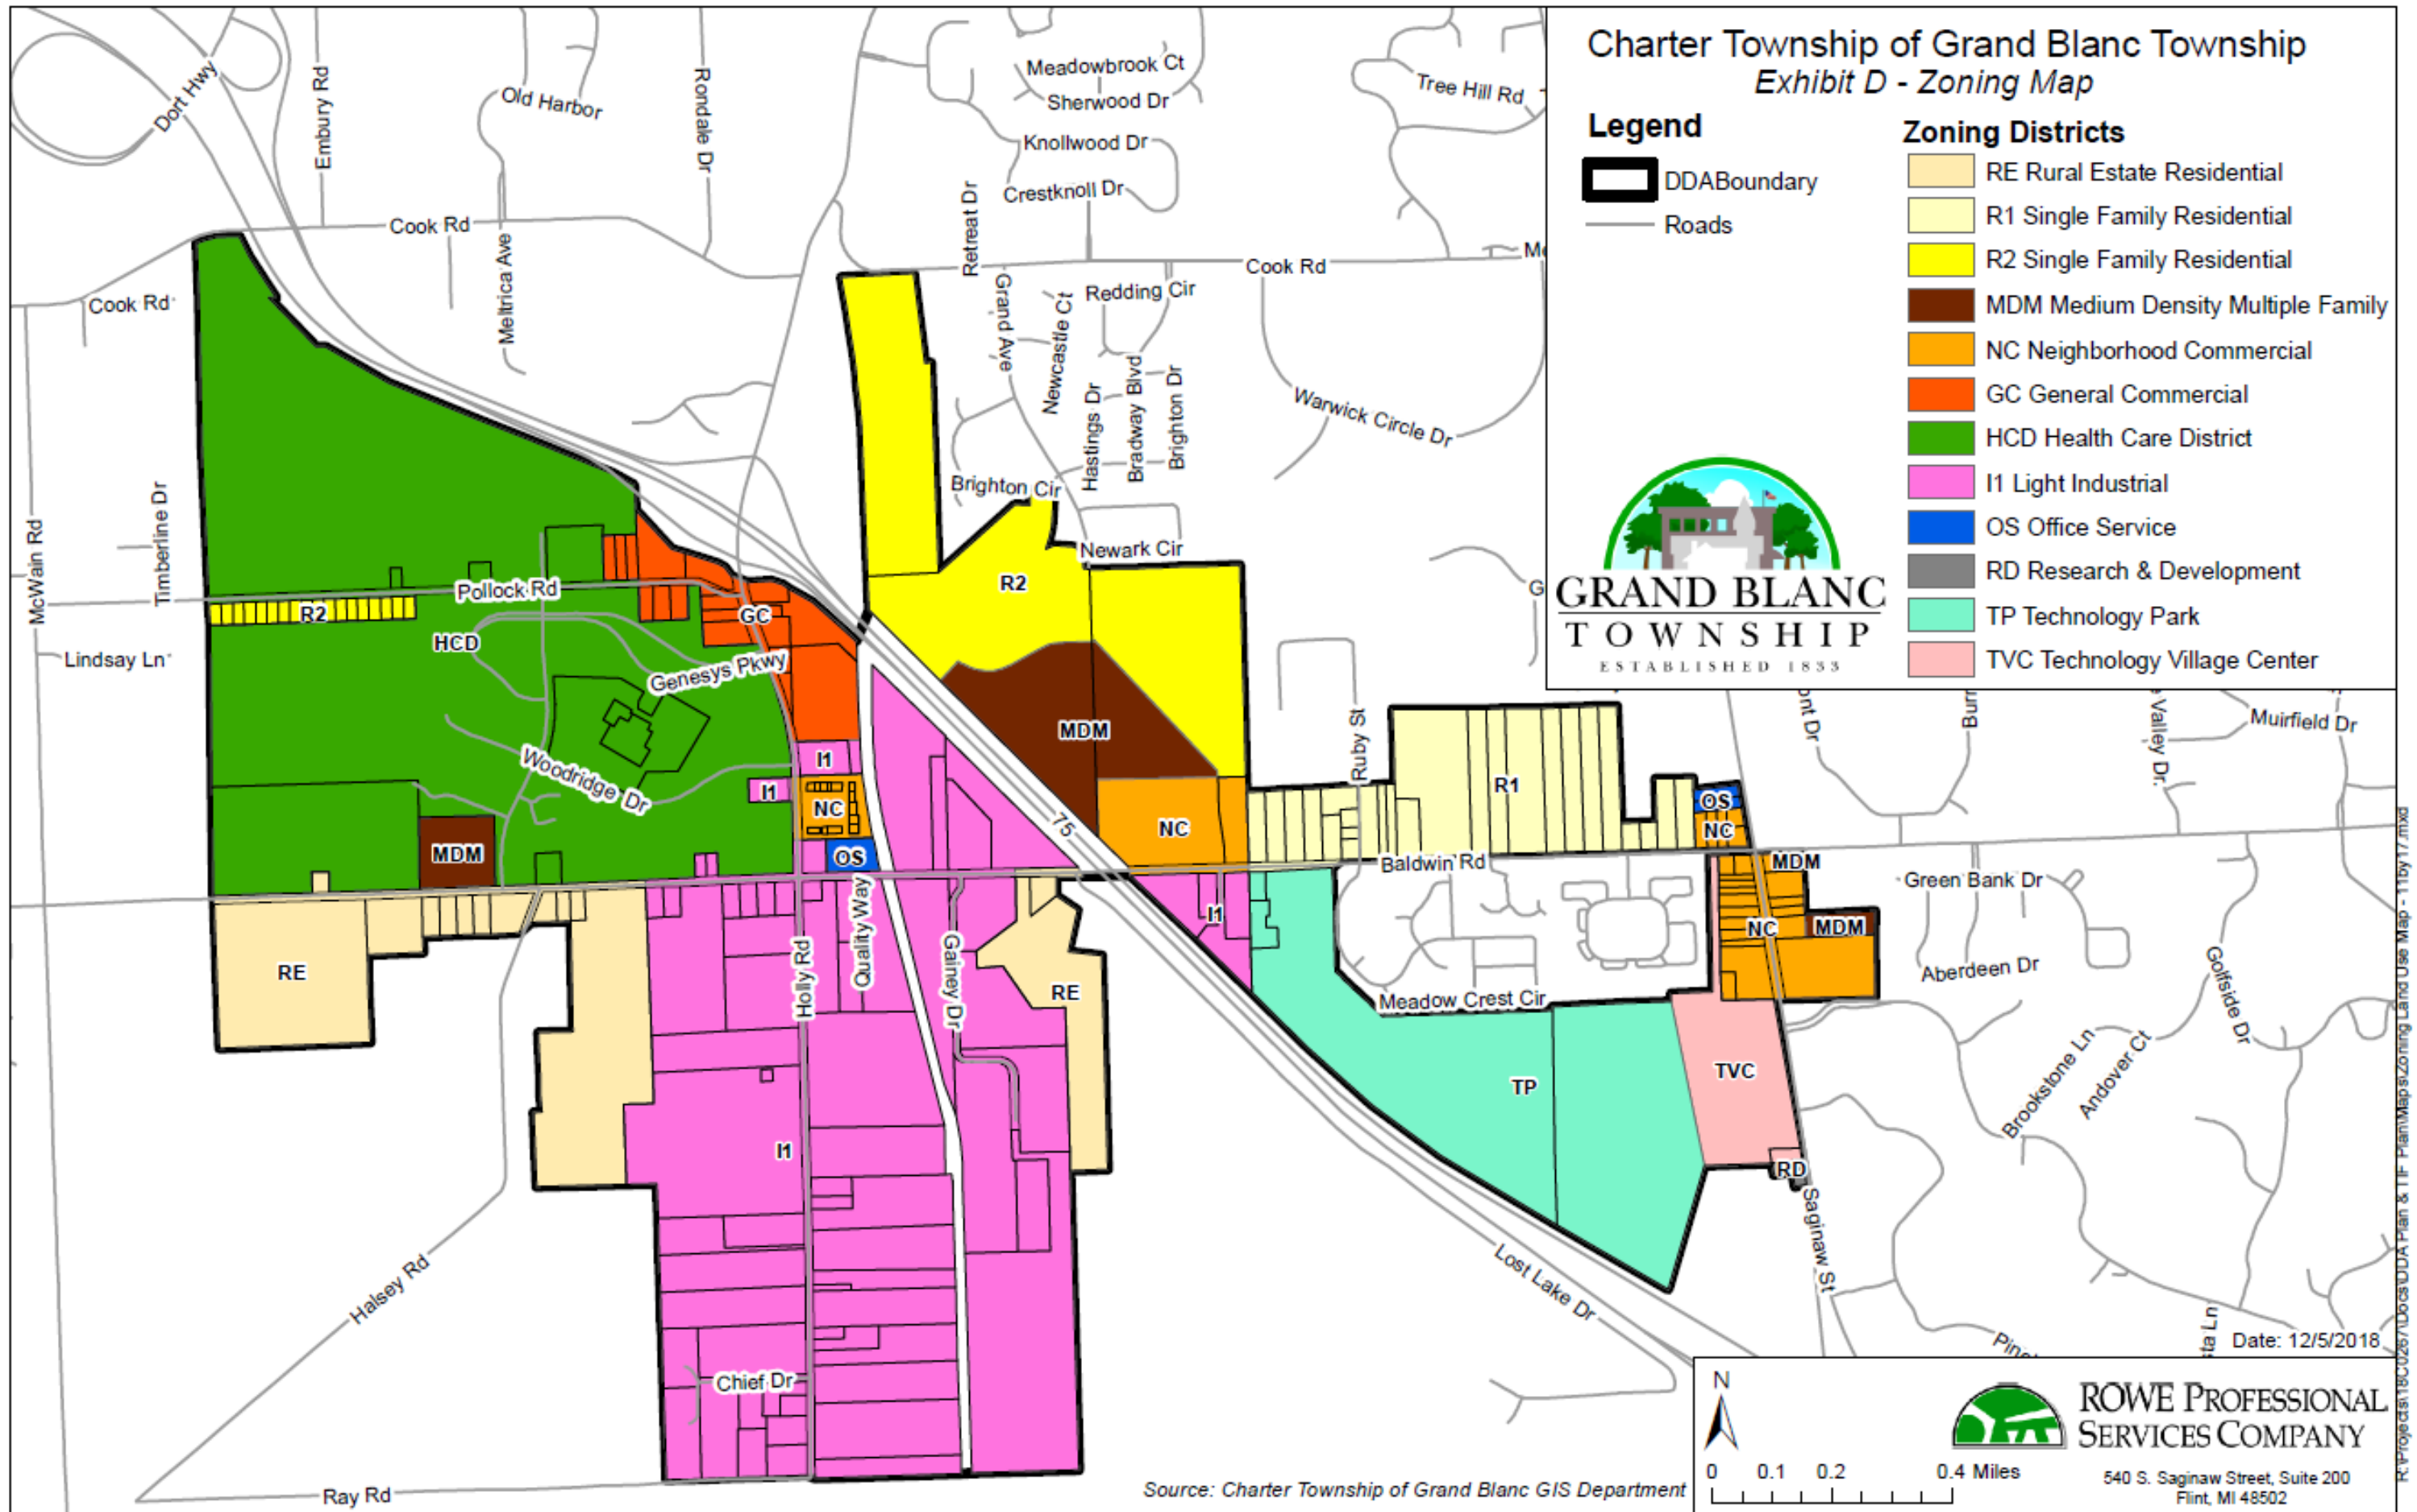 Charter Township of Grand Blanc Township
Exhibit D - Zoning Map
Legend
DDABoundary
Roads
Zoning Districts
RE Rural Estate Residential
R1 Single Family Residential
R2 Single Family Residential
MDM Medium Density Multiple Family
NC Neighborhood Commercial
GC General Commercial
HCD Health Care District
I1 Light Industrial
OS Office Service
RD Research & Development
TP Technology Park
TVC Technology Village Center
GRAND BLANC
TOWNSHIP
ESTABLISHED 1833
Dort Hwy
Embury Rd
Old Harbor
Rondale Dr
Meadowbrook Ct
Sherwood Dr
Knollwood Dr
Crestknoll Dr
Tree Hill Rd
Cook Rd
Meltrica Ave
Retreat Dr
Cook Rd
Cook Rd
Grand Ave
Newcastle Ct
Redding Cir
Hastings Dr
Bradway Blvd
Brighton Dr
Warwick Circle Dr
Brighton Cir
Newark Cir
McWain Rd
Timberline Dr
Pollock Rd
R2
R2
GC
HCD
Lindsay Ln
Genesys Pkwy
Woodridge Dr
MDM
I1
I1
NC
OS
MDM
75
NC
Ruby St
R1
OS
NC
Muirfield Dr
Valley Dr.
Baldwin Rd
MDM
Green Bank Dr
NC
MDM
Aberdeen Dr
Golfside Dr
RE
Holly Rd
Quality Way
Gainey Dr
RE
I1
Meadow Crest Cir
TP
TVC
RD
Saginaw St
Brookstone Ln
Andover Ct
I1
Halsey Rd
Lost Lake Dr
Chief Dr
Ray Rd
Date: 12/5/2018
N
0 0.1 0.2 0.4 Miles
ROWE PROFESSIONAL
SERVICES COMPANY
540 S. Saginaw Street, Suite 200
Flint, MI 48502
Source: Charter Township of Grand Blanc GIS Department